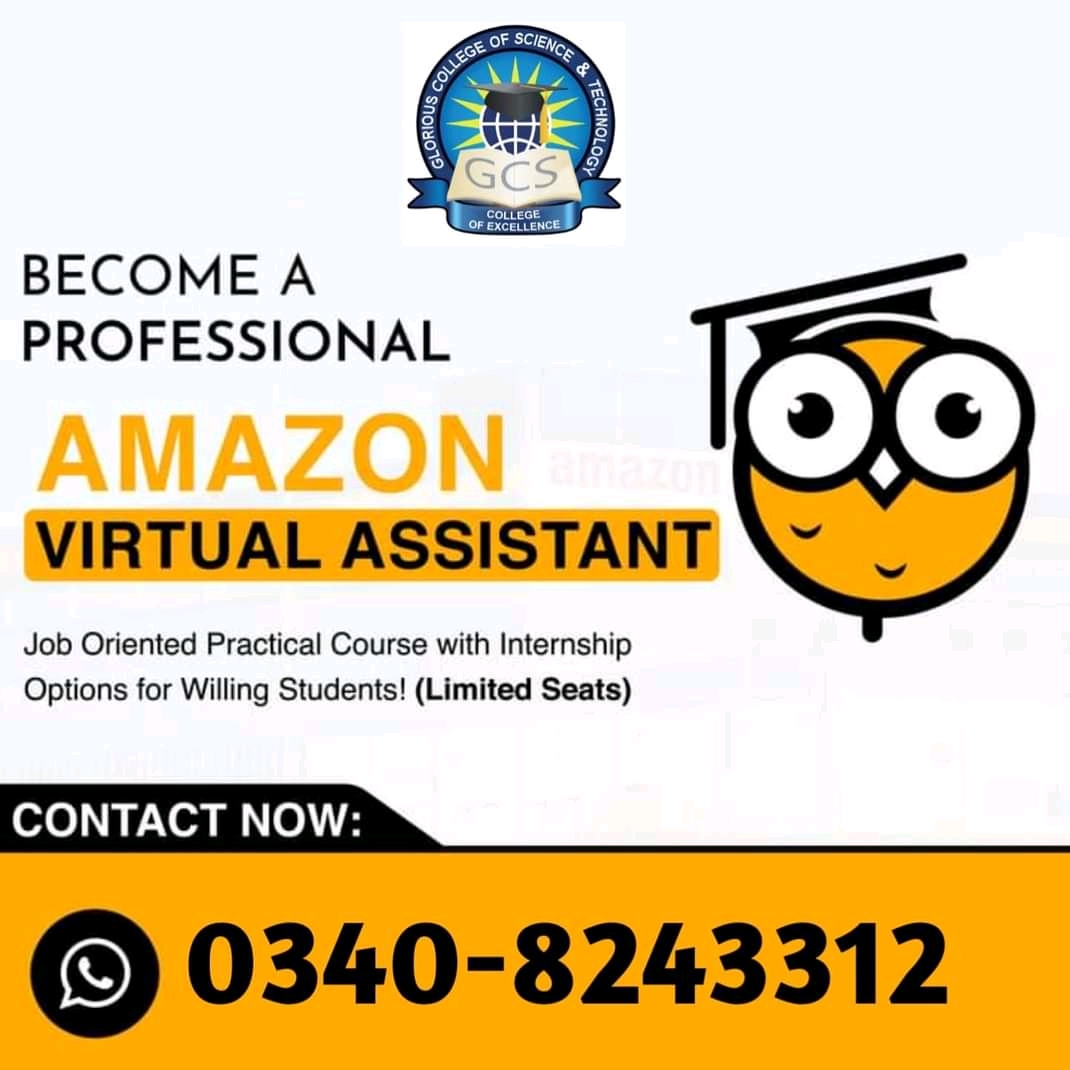 GLORIOUS COLLEGE OF SCIENCE & TECHNOLOGY
GCS
COLLEGE
OF EXCELLENCE
BECOME A
PROFESSIONAL
AMAZON
amazon
VIRTUAL ASSISTANT
Job Oriented Practical Course with Internship
Options for Willing Students! (Limited Seats)
CONTACT NOW:
0340-8243312